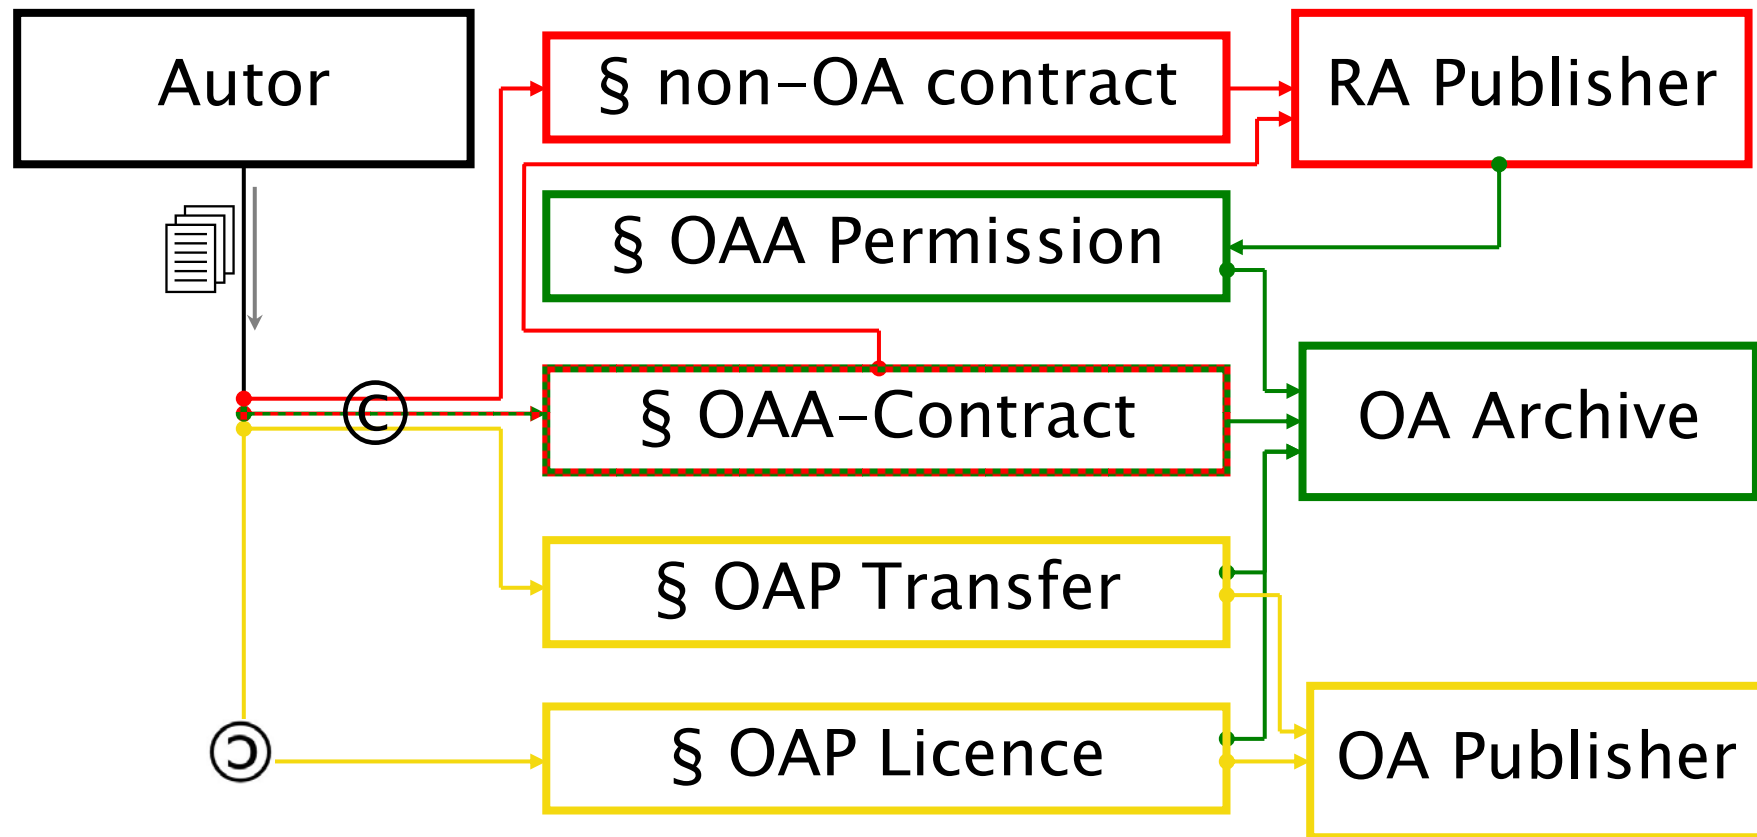 Autor
§ non-OA contract
RA Publisher
§ OAA Permission
©
§ OAA-Contract
OA Archive
§ OAP Transfer
🄯
§ OAP Licence
OA Publisher